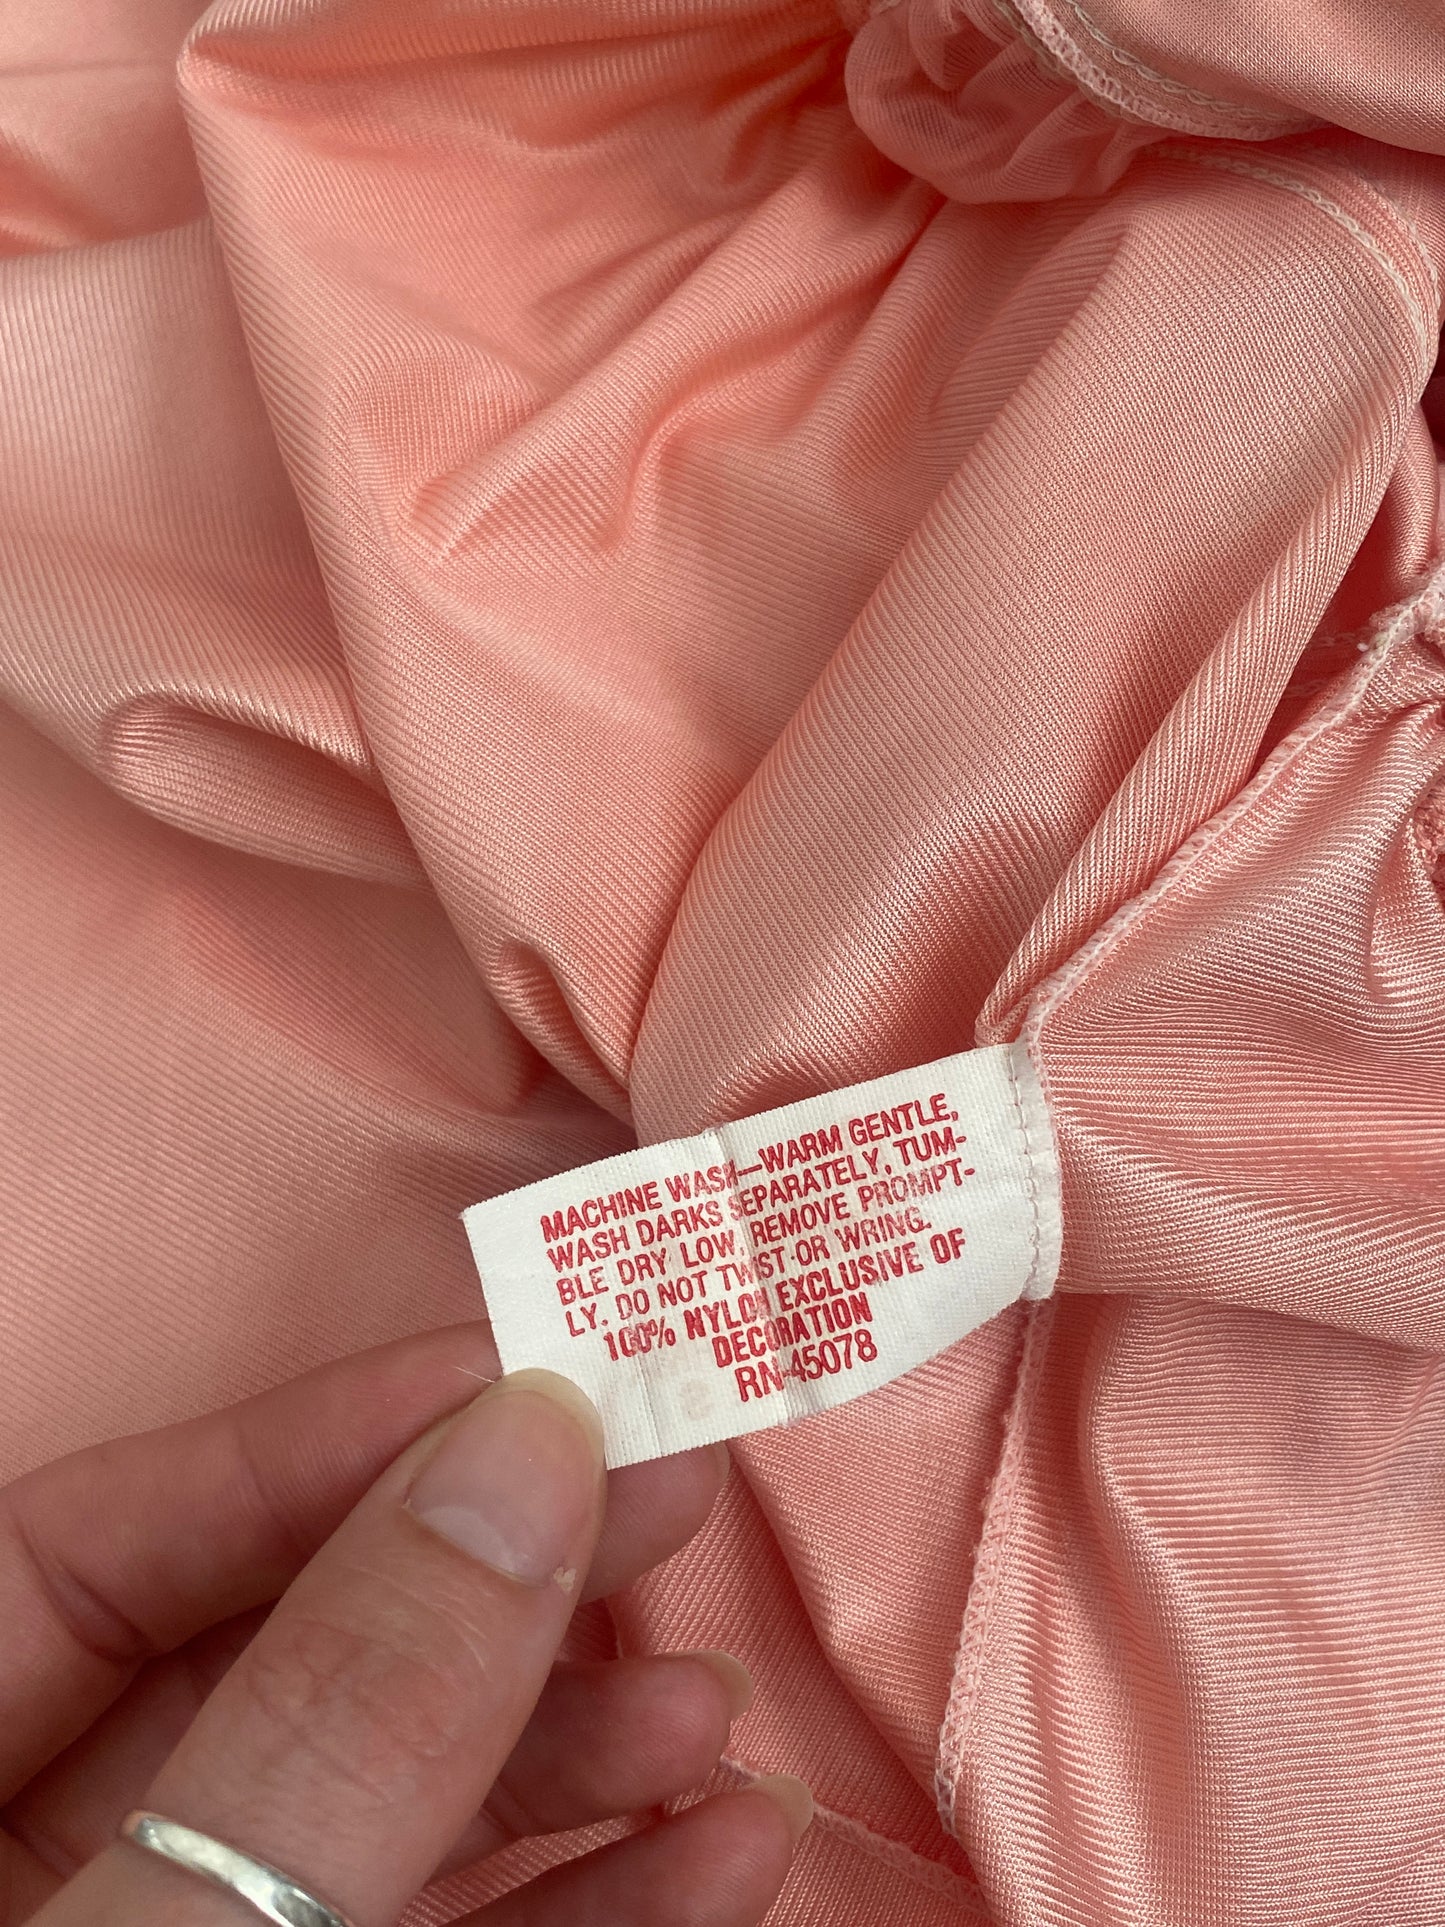 MACHINE WASH—WARM GENTLE,
WASH DARKS SEPARATELY, TUM-
BLE DRY LOW, REMOVE PROMPT-
LY. DO NOT TWIST OR WRING.
100% NYLON EXCLUSIVE OF
DECORATION
RN-45078